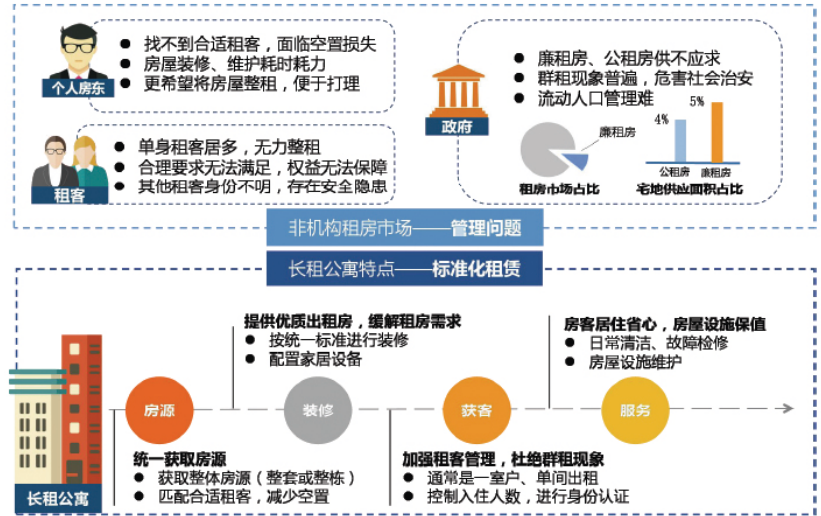 找不到合适租客，面临空置损失
房屋装修、维护耗时耗力
更希望将房屋整租，便于打理
个人房东
单身租客居多，无力整租
合理要求无法满足，权益无法保障
其他租客身份不明，存在安全隐患
租客
廉租房、公租房供不应求
群租现象普遍，危害社会治安
流动人口管理难
政府
廉租房
租房市场占比
4%
5%
公租房
廉租房
宅地供应面积占比
非机构租房市场——管理问题
长租公寓特点——标准化租赁
提供优质出租房，缓解租房需求
按统一标准进行装修
配置家居设备
房客居住省心，房屋设施保值
日常清洁、故障检修
房屋设施维护
房源
装修
获客
服务
统一获取房源
获取整体房源（整套或整栋）
匹配合适租客，减少空置
加强租客管理，杜绝群租现象
通常是一室户、单间出租
控制入住人数，进行身份认证
长租公寓